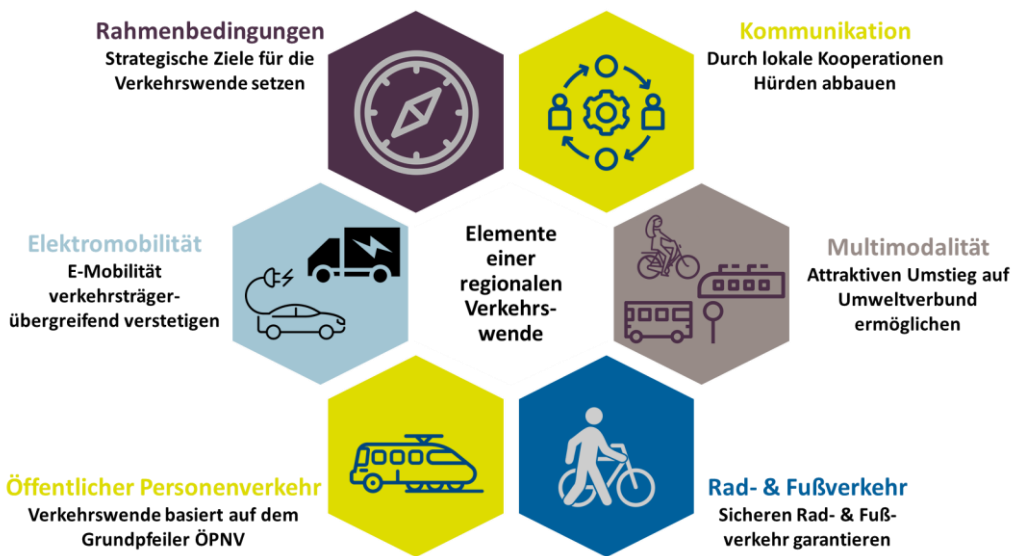 Rahmenbedingungen
Strategische Ziele für die
Verkehrswende setzen
Kommunikation
Durch lokale Kooperationen
Hürden abbauen
Elektromobilität
E-Mobilität
verkehrsträger-
übergreifend verstetigen
Elemente
einer
regionalen
Verkehrs-
wende
Multimodalität
Attraktiven Umstieg auf
Umweltverbund
ermöglichen
Öffentlicher Personenverkehr
Verkehrswende basiert auf dem
Grundpfeiler ÖPNV
Rad- & Fußverkehr
Sicheren Rad- & Fuß-
verkehr garantieren